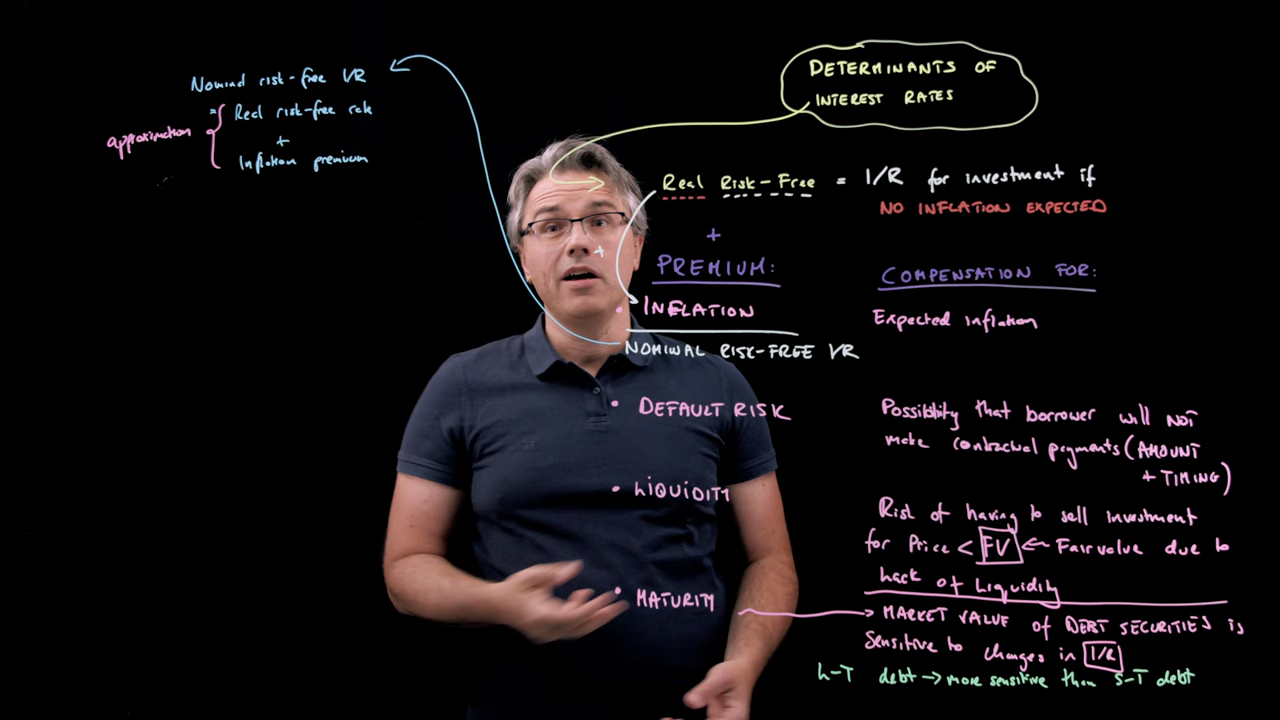 DETERMINANTS OF
INTEREST RATES
Nominal risk-free I/R
= Real risk-free rate
approximation
+
Inflation premium
Real Risk-Free = I/R for investment if
NO INFLATION EXPECTED
+
+
PREMIUM: COMPENSATION FOR:
• INFLATION Expected inflation
NOMINAL RISK-FREE I/R
• DEFAULT RISK Possibility that borrower will NOT
make contractual payments (AMOUNT
+ TIMING)
• LIQUIDITY Risk of having to sell investment
for Price < FV ← Fair value due to
Lack of Liquidity
• MATURITY → MARKET VALUE of DEBT SECURITIES is
Sensitive to changes in I/R
L-T debt → more sensitive than S-T debt